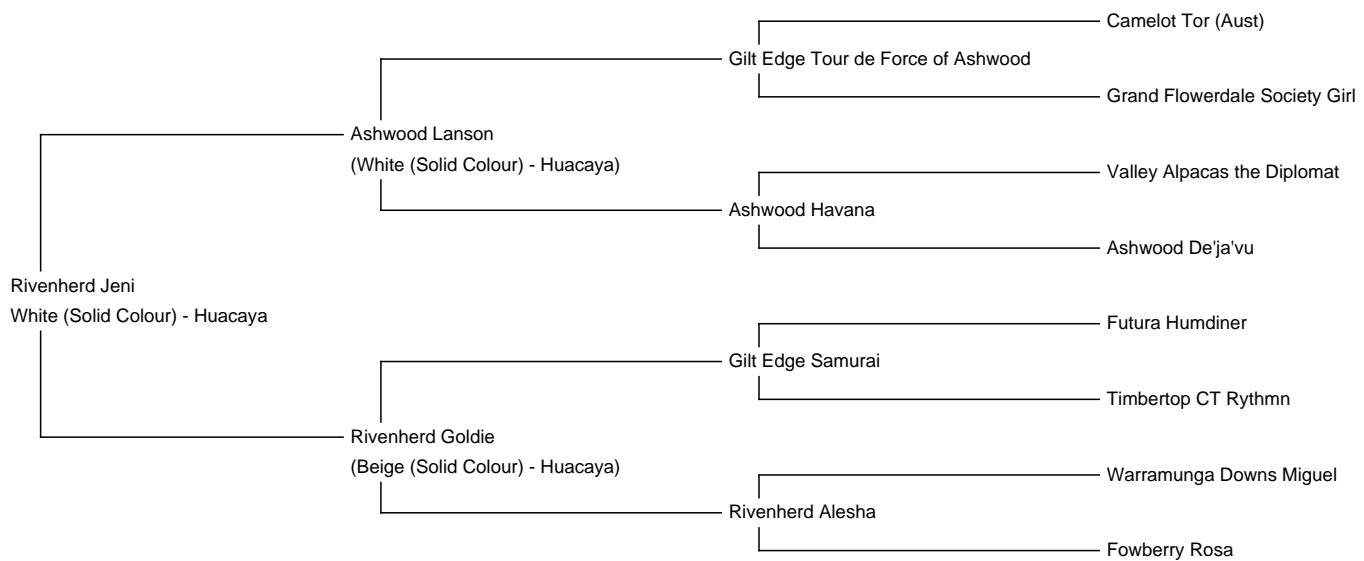 Camelot Tor (Aust)
Gilt Edge Tour de Force of Ashwood
Grand Flowerdale Society Girl
Ashwood Lanson
(White (Solid Colour) - Huacaya)
Valley Alpacas the Diplomat
Ashwood Havana
Ashwood De'ja'vu
Rivenherd Jeni
White (Solid Colour) - Huacaya
Futura Humdiner
Gilt Edge Samurai
Timbertop CT Rythmn
Rivenherd Goldie
(Beige (Solid Colour) - Huacaya)
Warramunga Downs Miguel
Rivenherd Alesha
Fowberry Rosa